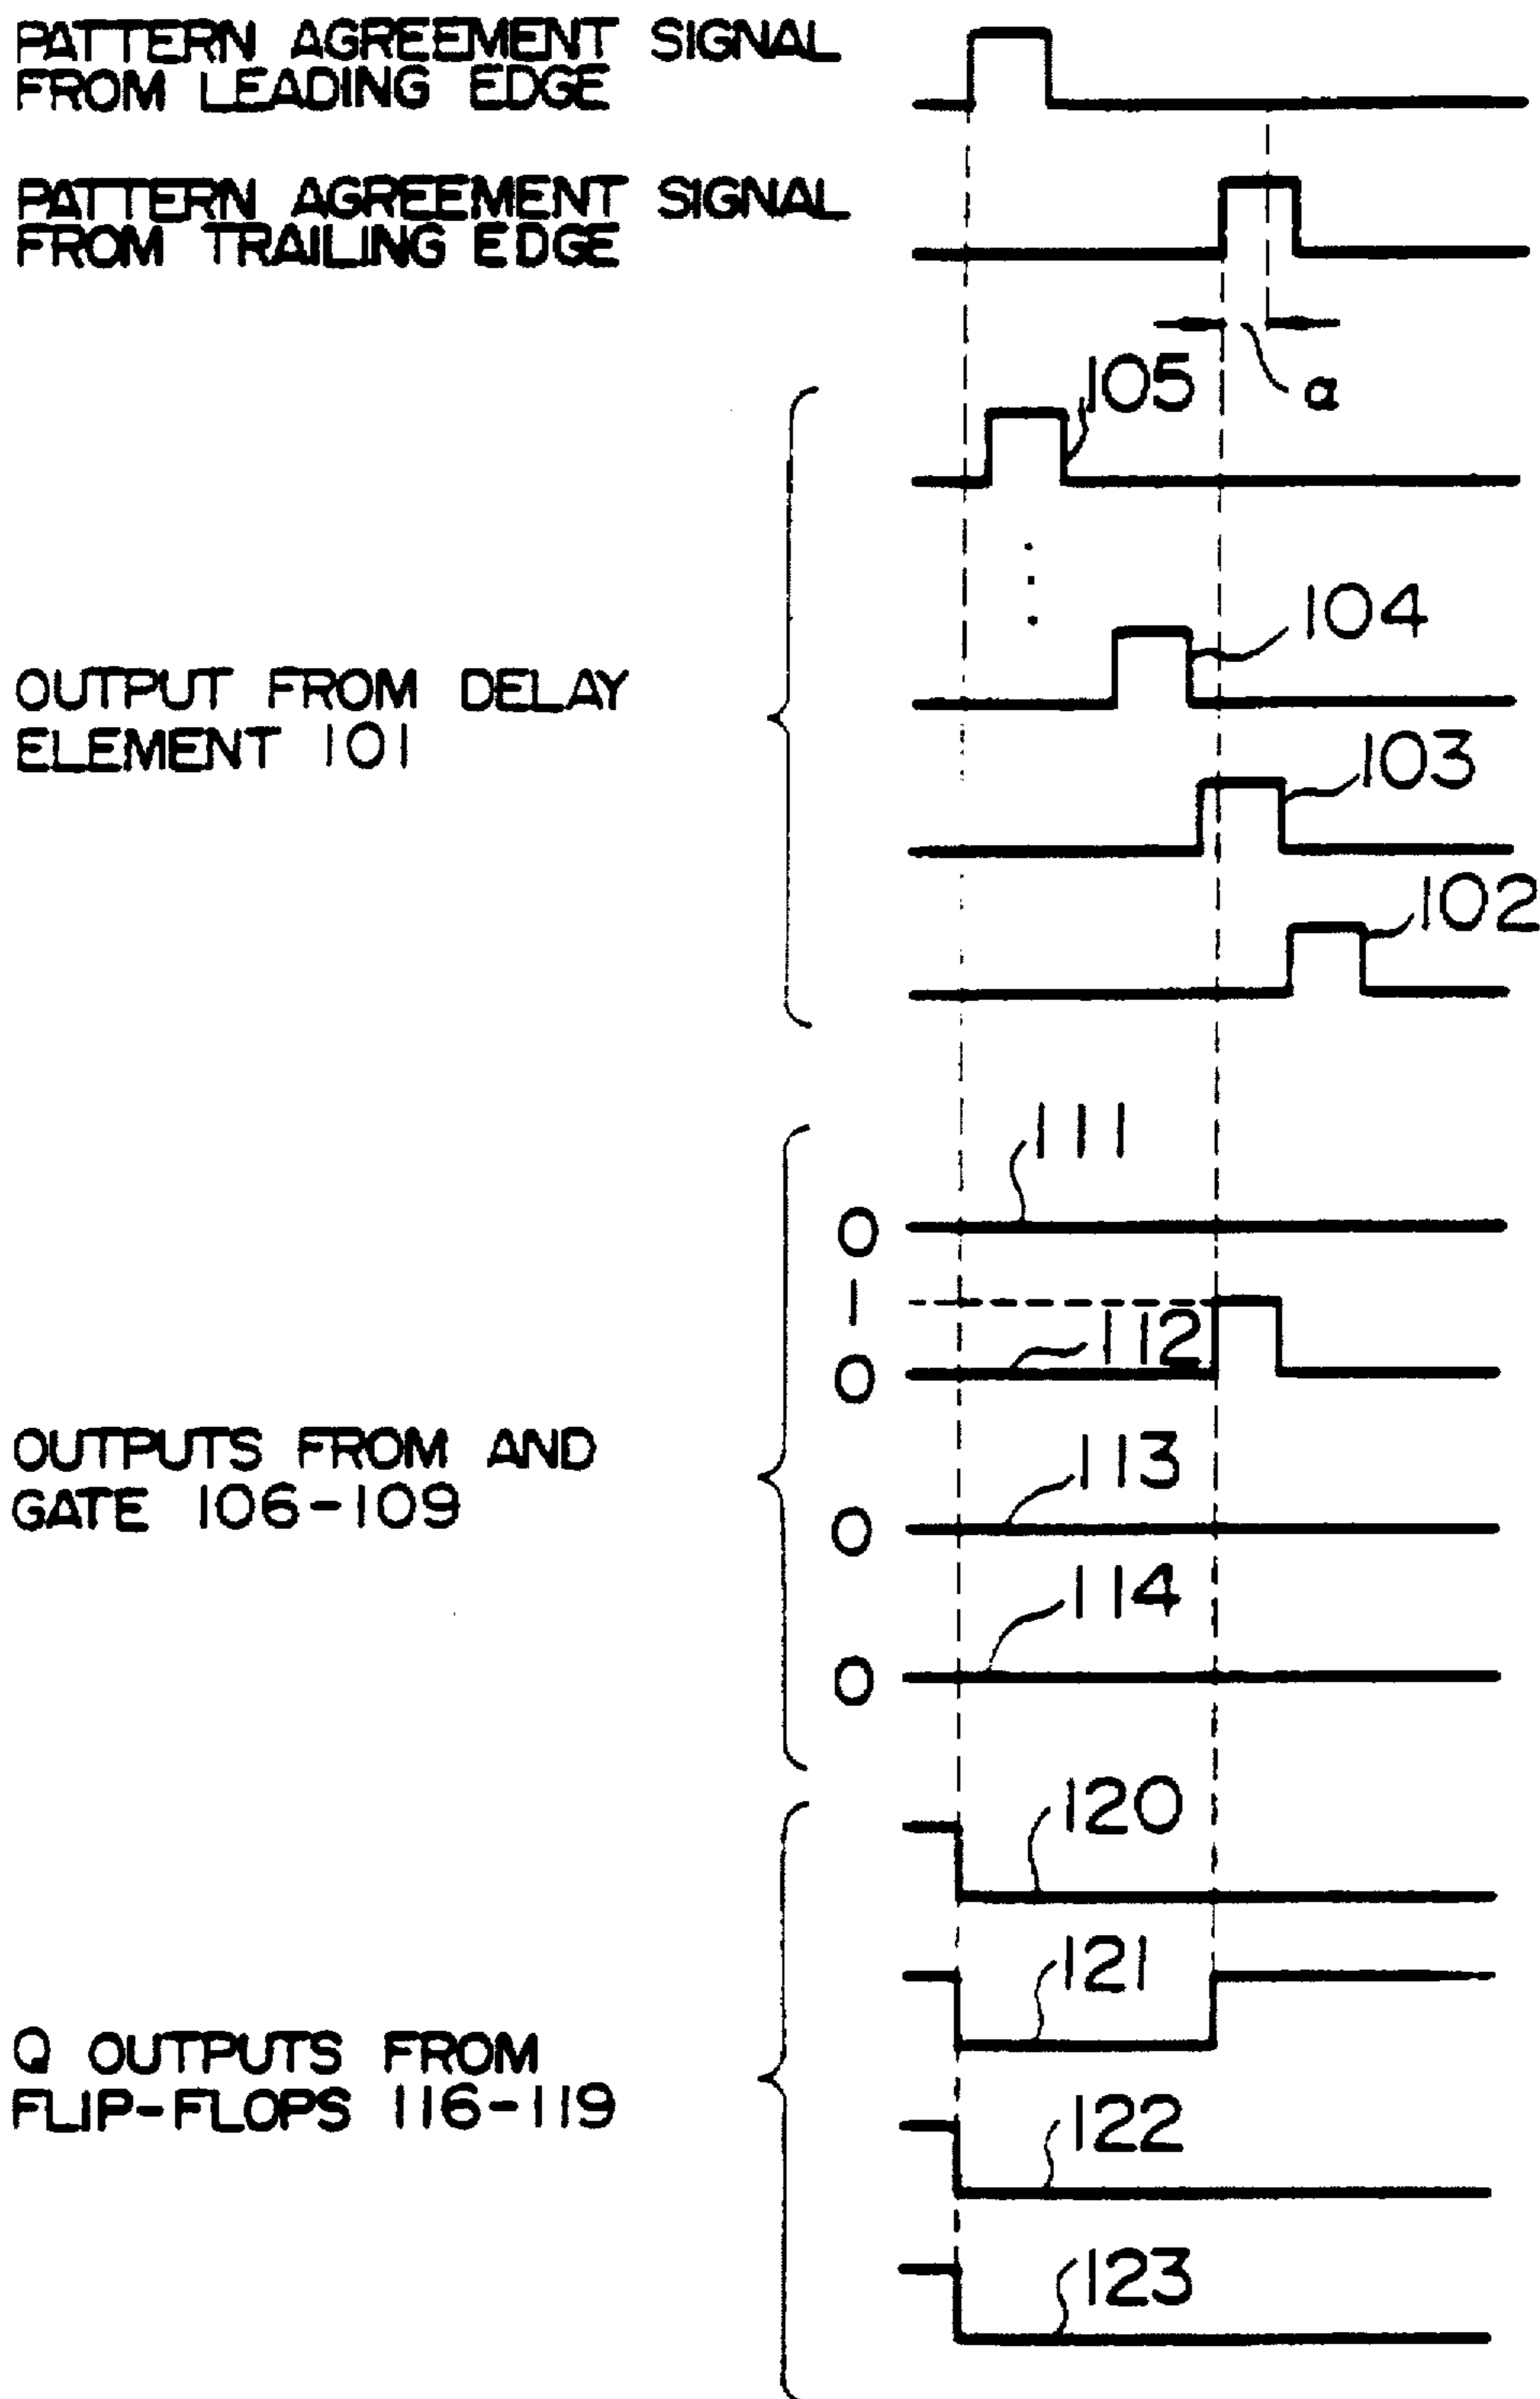 PATTERN AGREEMENT SIGNAL
FROM LEADING EDGE
PATTERN AGREEMENT SIGNAL
FROM TRAILING EDGE
α
105
104
OUTPUT FROM DELAY
ELEMENT 101
103
102
111
0
1
112
0
OUTPUTS FROM AND
GATE 106-109
113
0
114
0
120
121
Q OUTPUTS FROM
FLIP-FLOPS 116-119
122
123